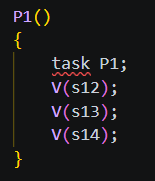 P1()
{
task P1;
V(s12);
V(s13);
V(s14);
}